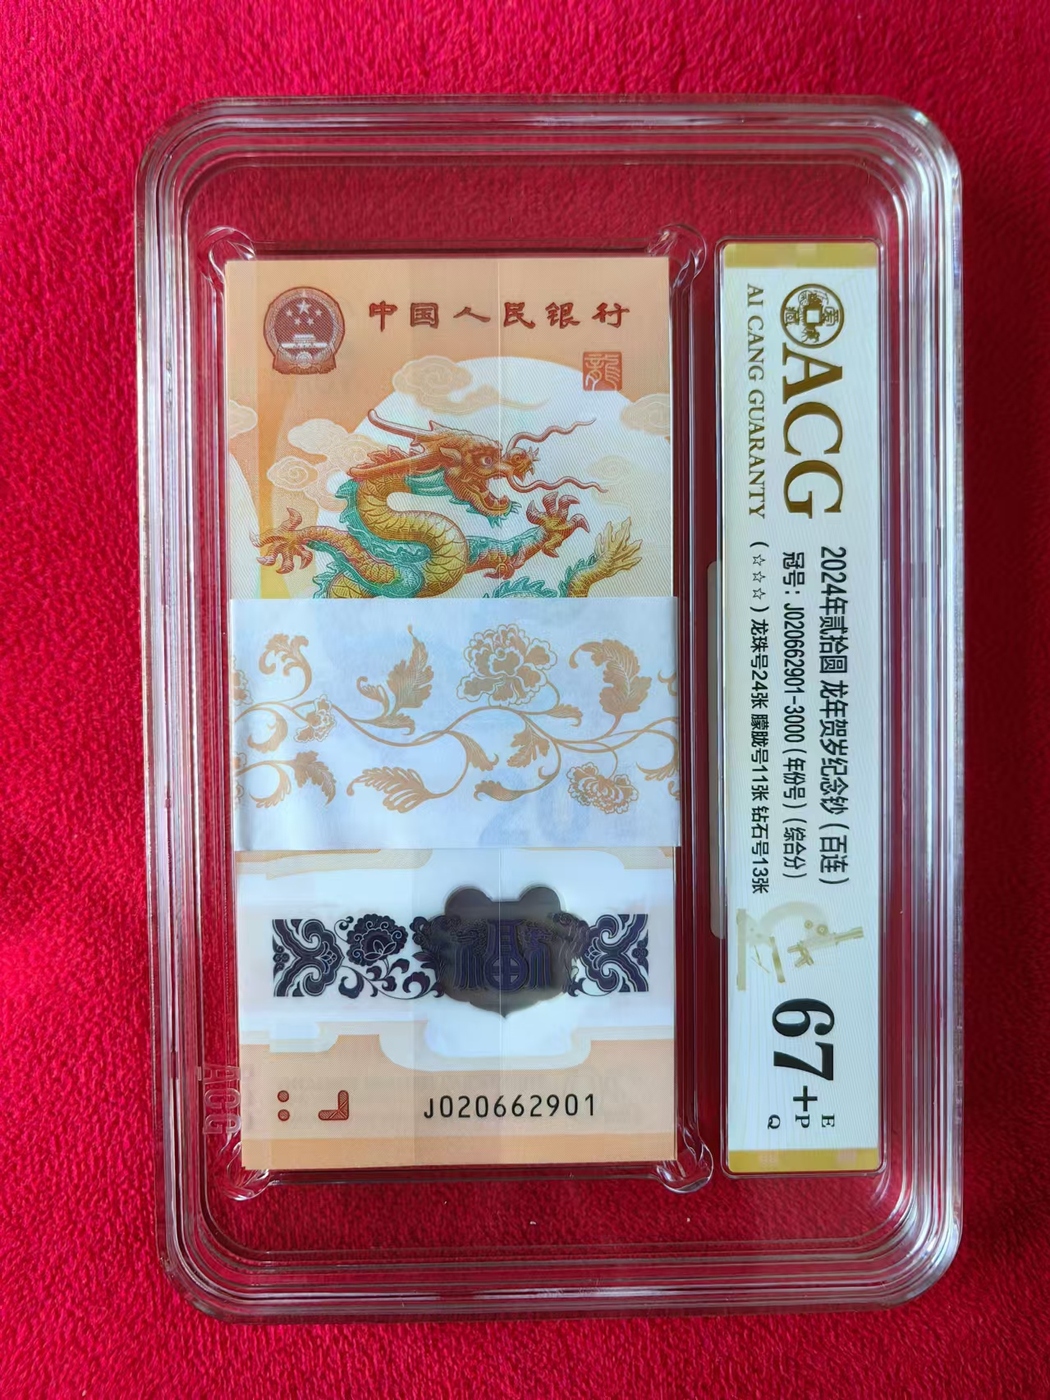 中国人民银行
龍
J020662901
ACG
ACG
AI CANG GUARANTY
2024年贰拾圆 龙年贺岁纪念钞（百连）
冠号：J020662901-3000（年份号）（综合分）
（☆☆☆）龙珠号24张 朦胧号11张 钻石号13张
67+
E
P
Q